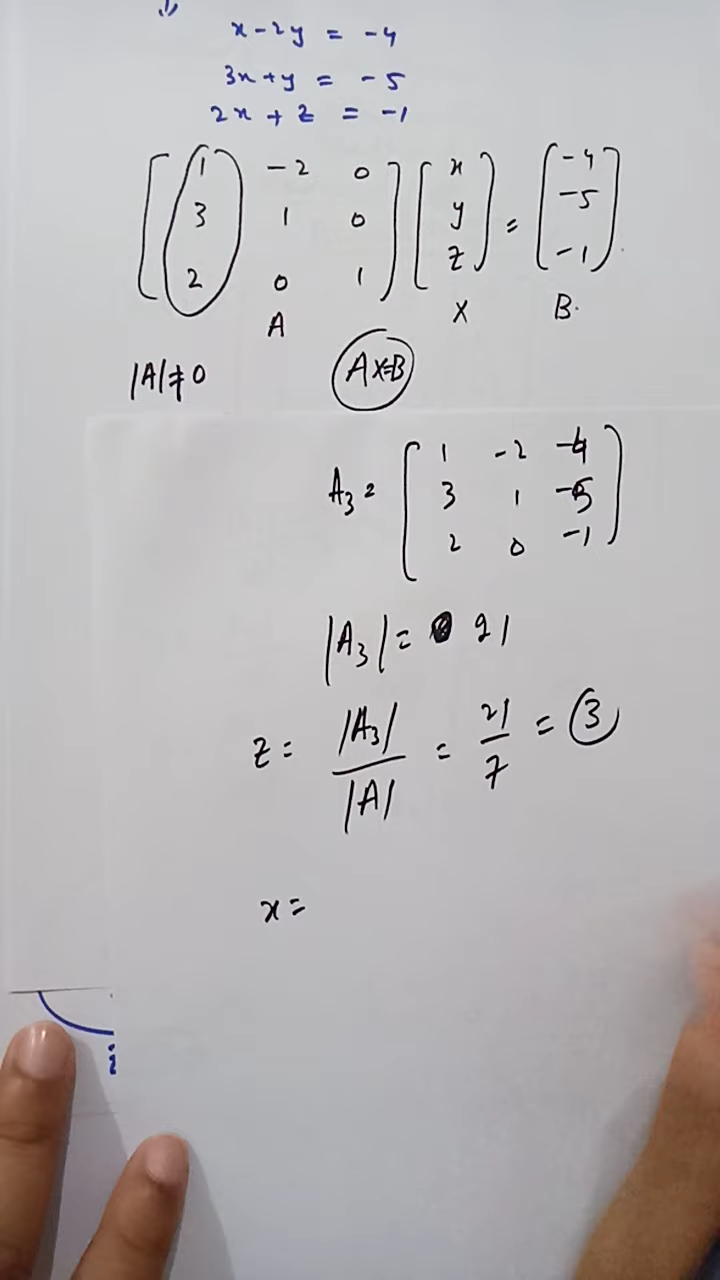 x - 2y = -4
3x + y = -5
2x + z = -1
[1 -2 0] [x] = [-4]
[3 1 0] [y] [-5]
[2 0 1] [z] [-1]
A X B.
|A| ≠ 0 AX=B
A3 = [1 -2 -4]
[3 1 -5]
[2 0 -1]
|A3| = 21
z = |A3| / |A| = 21 / 7 = 3
x =